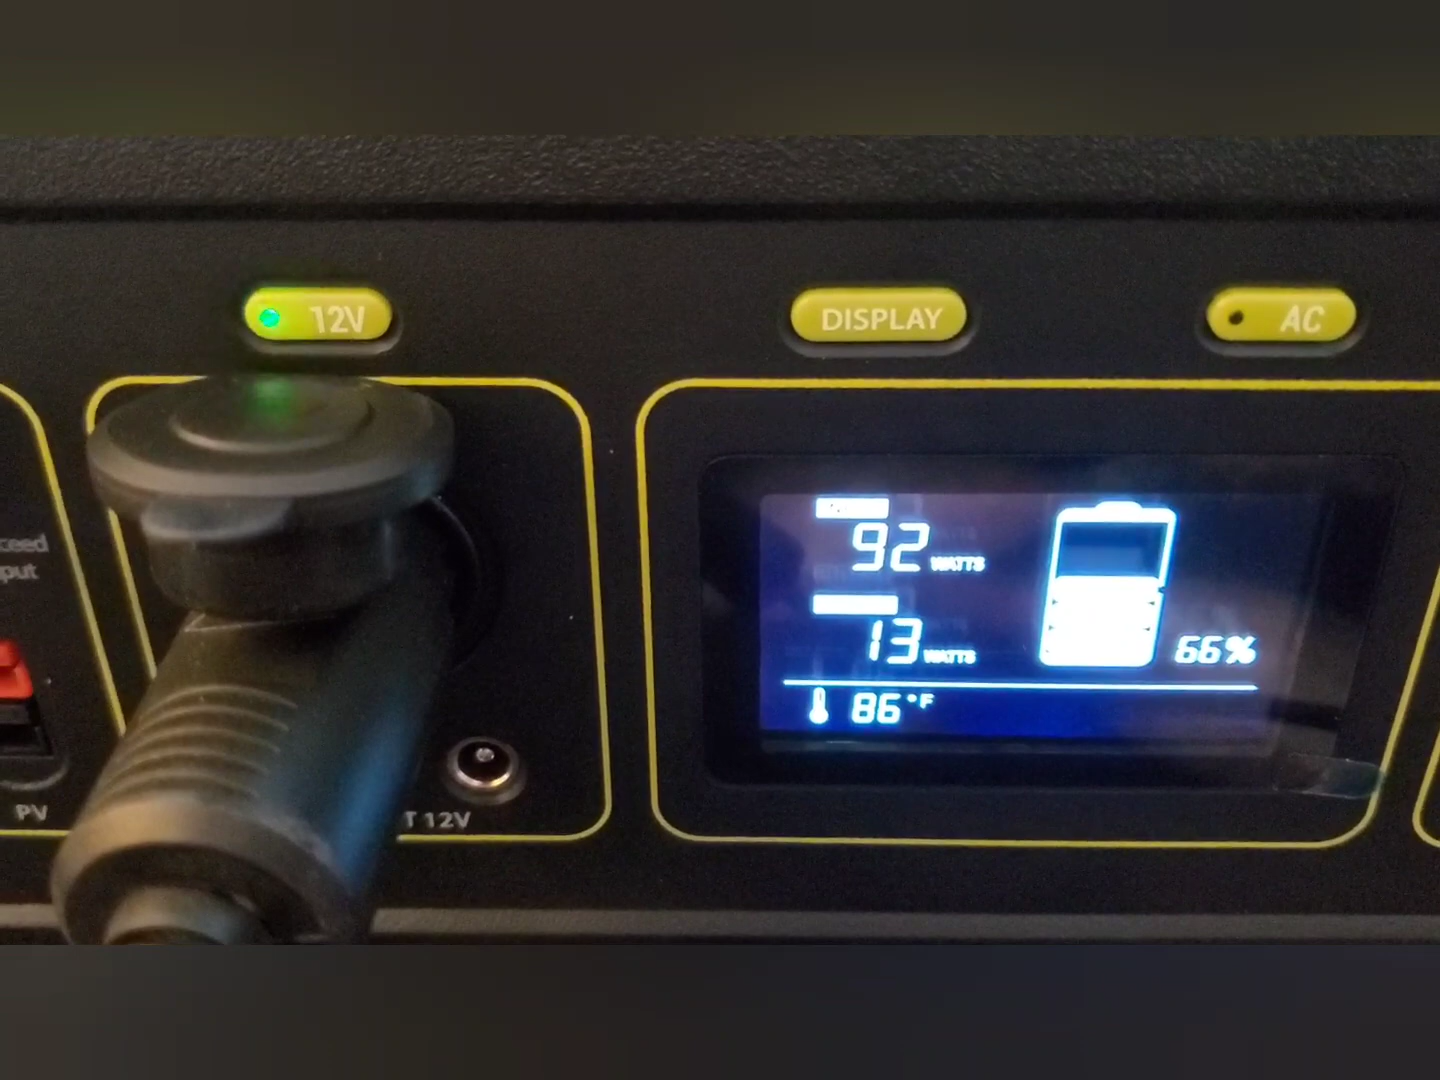 12V
DISPLAY
AC
92 WATTS
13 WATTS
66%
86°F
PV
T 12V
ceed
put